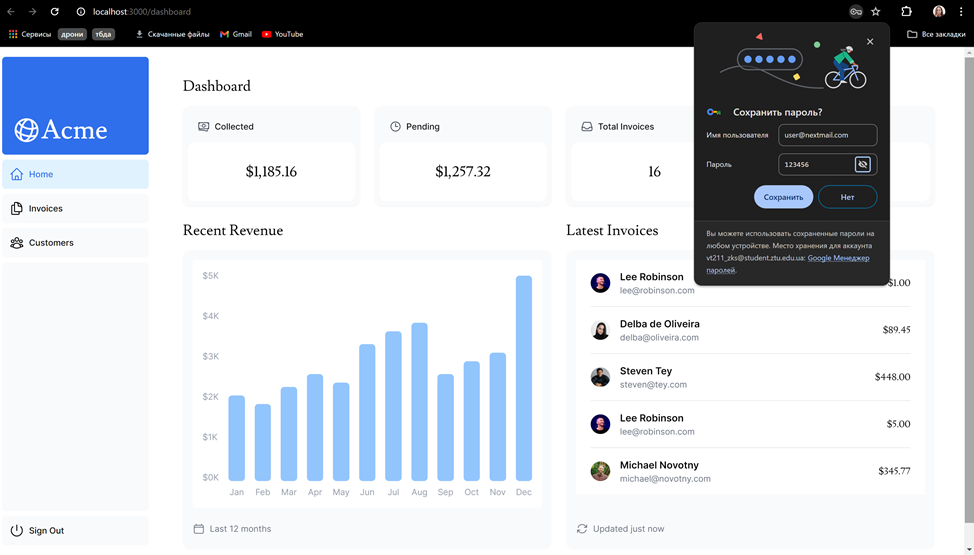 localhost:3000/dashboard
Сервисы
дрони
тбда
Скачанные файлы
Gmail
YouTube
Все закладки
Acme
Home
Invoices
Customers
Sign Out
Dashboard
Collected
$1,185.16
Pending
$1,257.32
Total Invoices
16
Сохранить пароль?
Имя пользователя
user@nextmail.com
Пароль
123456
Сохранить
Нет
Вы можете использовать сохраненные пароли на
любом устройстве. Место хранения для аккаунта
vt211_zks@student.ztu.edu.ua: Google Менеджер
паролей.
Recent Revenue
$5K
$4K
$3K
$2K
$1K
$0K
Jan Feb Mar Apr May Jun Jul Aug Sep Oct Nov Dec
Last 12 months
Latest Invoices
Lee Robinson
lee@robinson.com
$1.00
Delba de Oliveira
delba@oliveira.com
$89.45
Steven Tey
steven@tey.com
$448.00
Lee Robinson
lee@robinson.com
$5.00
Michael Novotny
michael@novotny.com
$345.77
Updated just now